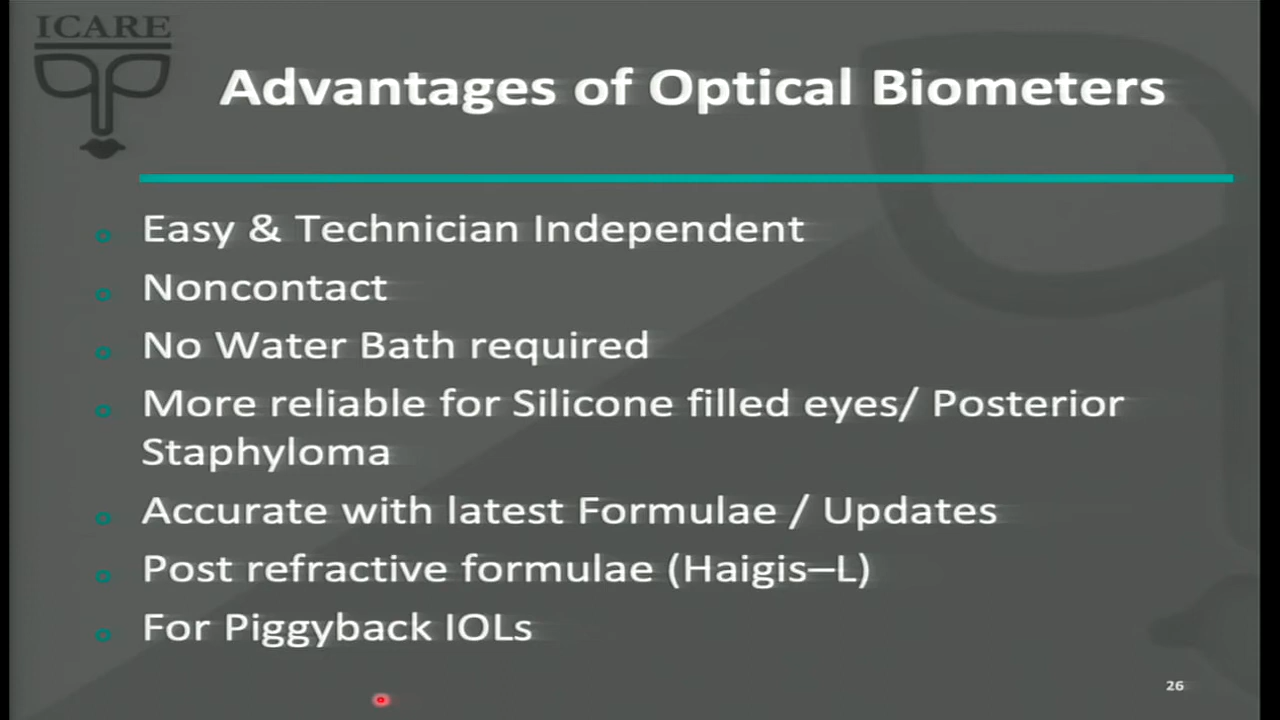 ICARE
Advantages of Optical Biometers
Easy & Technician Independent
Noncontact
No Water Bath required
More reliable for Silicone filled eyes/ Posterior
Staphyloma
Accurate with latest Formulae / Updates
Post refractive formulae (Haigis–L)
For Piggyback IOLs
26